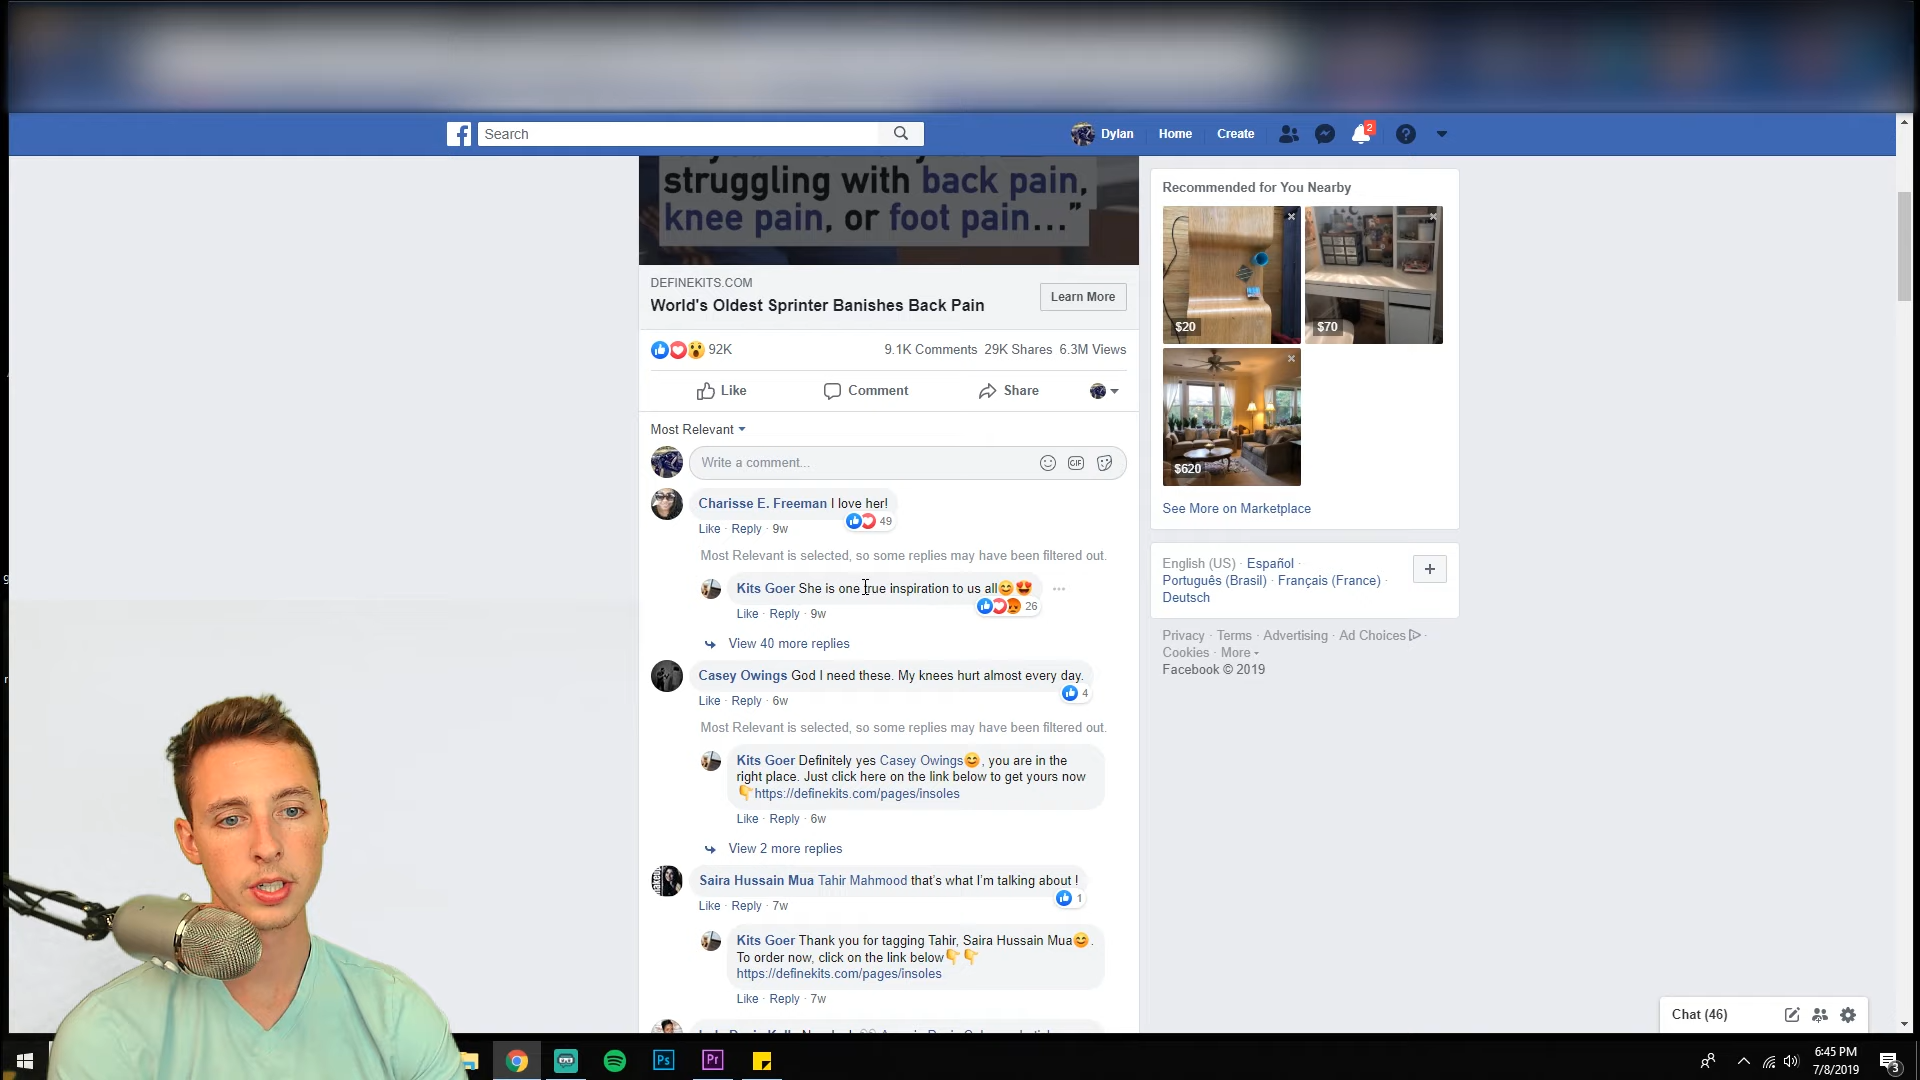 Search
Dylan
Home
Create
2
struggling with back pain,
knee pain, or foot pain…”
DEFINEKITS.COM
World's Oldest Sprinter Banishes Back Pain
Learn More
92K
9.1K Comments 29K Shares 6.3M Views
Like
Comment
Share
Most Relevant
Write a comment...
GIF
Charisse E. Freeman I love her!
49
Like · Reply · 9w
Most Relevant is selected, so some replies may have been filtered out.
Kits Goer She is one true inspiration to us all
26
Like · Reply · 9w
View 40 more replies
Casey Owings God I need these. My knees hurt almost every day.
4
Like · Reply · 6w
Most Relevant is selected, so some replies may have been filtered out.
Kits Goer Definitely yes Casey Owings😊, you are in the
right place. Just click here on the link below to get yours now
👇https://definekits.com/pages/insoles
Like · Reply · 6w
View 2 more replies
Saira Hussain Mua Tahir Mahmood that's what I'm talking about !
1
Like · Reply · 7w
Kits Goer Thank you for tagging Tahir, Saira Hussain Mua😊.
To order now, click on the link below👇👇
https://definekits.com/pages/insoles
Like · Reply · 7w
Recommended for You Nearby
$20
$70
$620
See More on Marketplace
English (US) · Español ·
Português (Brasil) · Français (France) ·
Deutsch
Privacy · Terms · Advertising · Ad Choices ·
Cookies · More
Facebook © 2019
Chat (46)
Ps
Pr
6:45 PM
7/8/2019
3